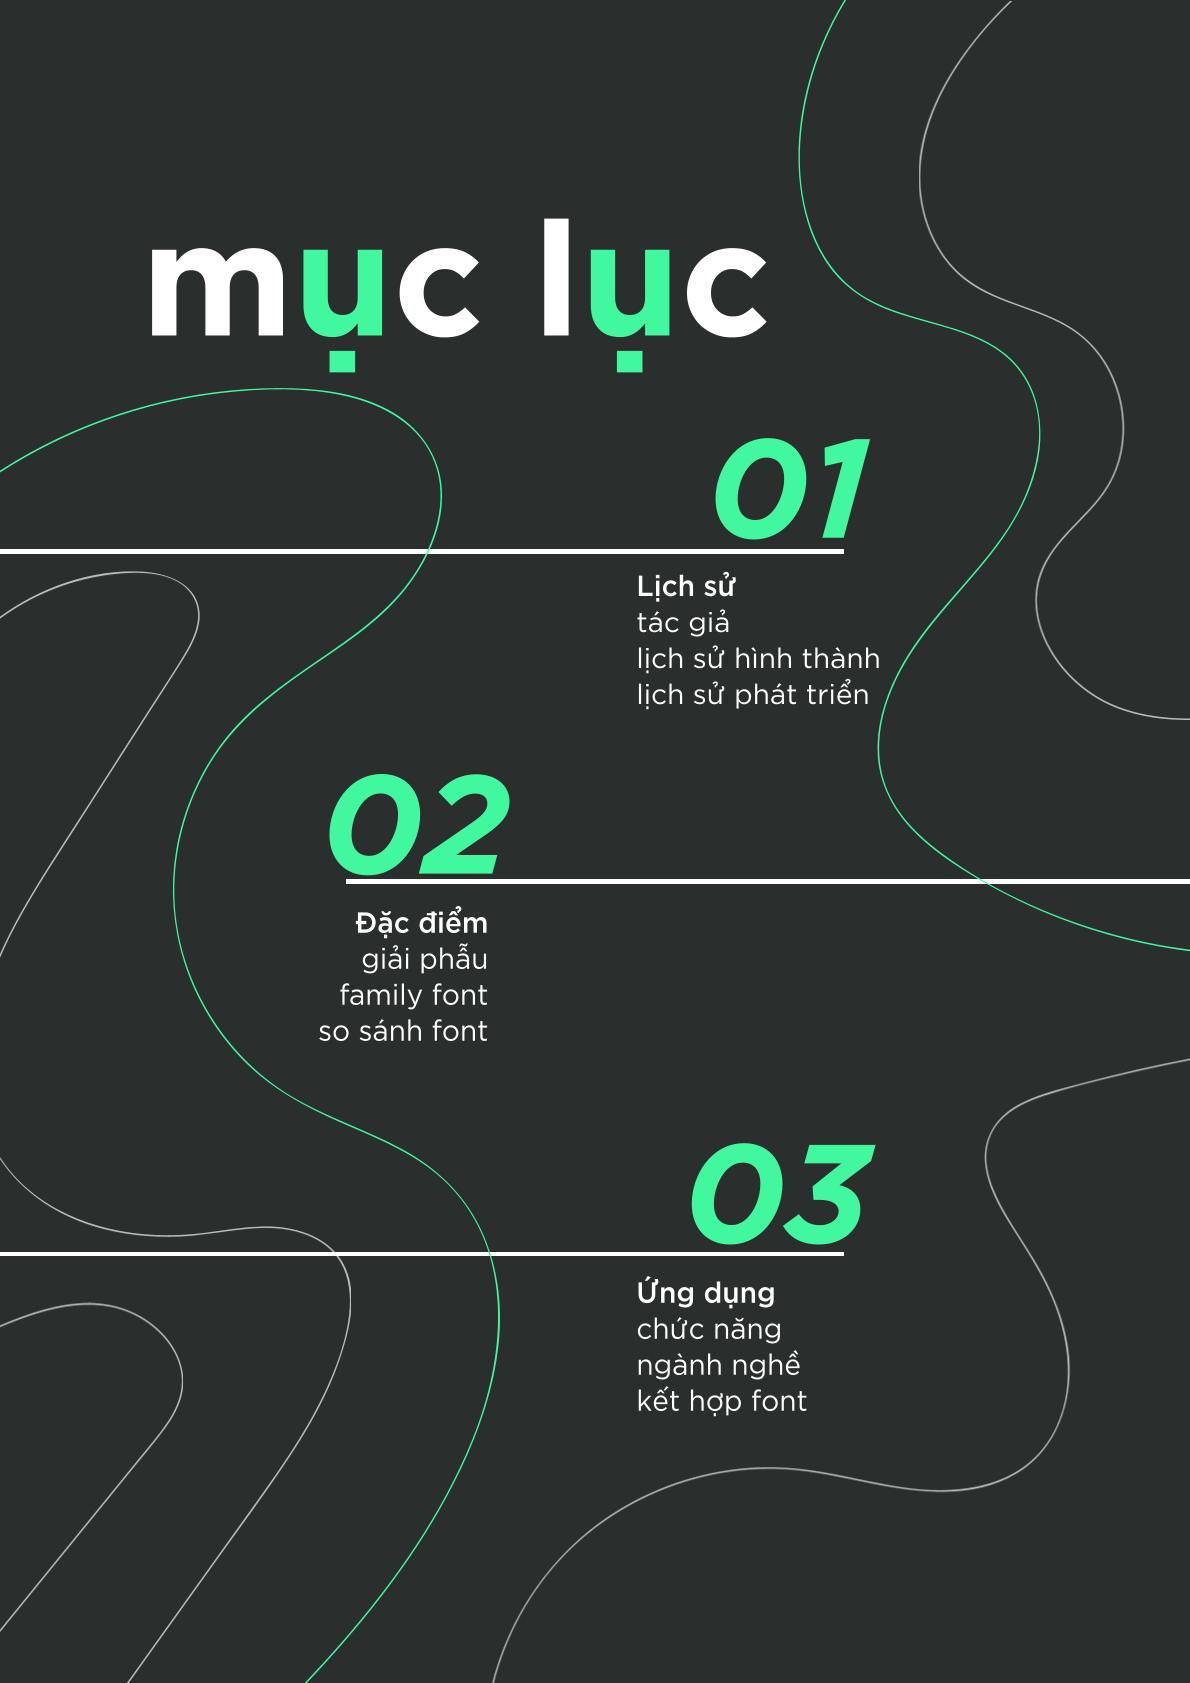 mục lục
01
Lịch sử
tác giả
lịch sử hình thành
lịch sử phát triển
02
Đặc điểm
giải phẫu
family font
so sánh font
03
Ứng dụng
chức năng
ngành nghề
kết hợp font